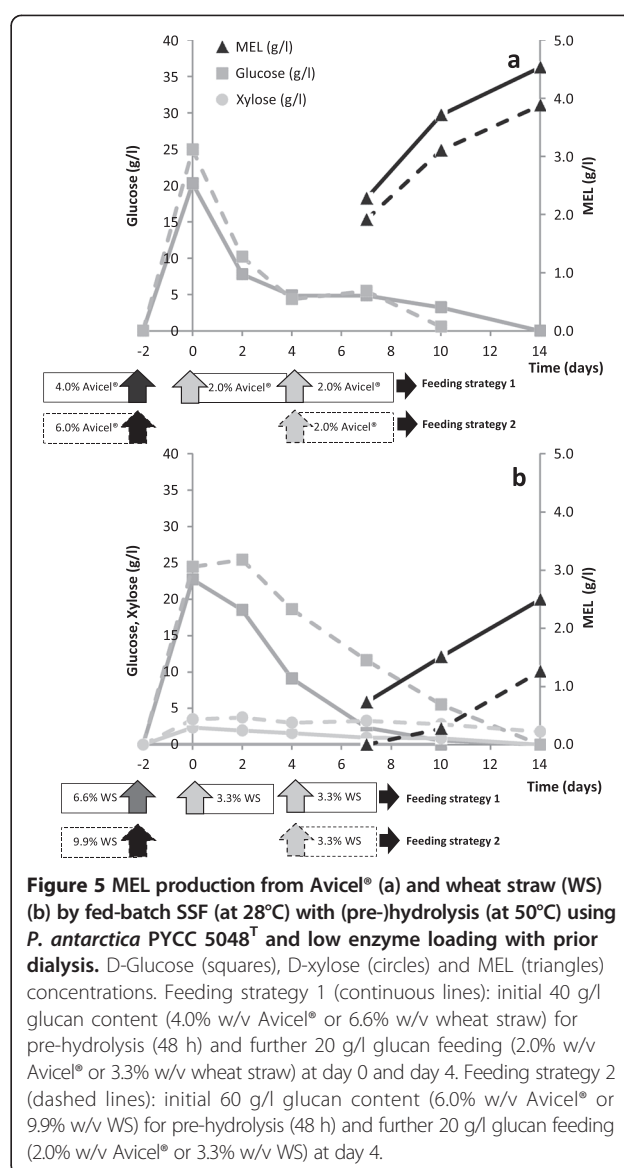 40
35
30
25
20
15
10
5
0
Glucose (g/l)
MEL (g/l)
Glucose (g/l)
Xylose (g/l)
a
5.0
4.0
3.0
2.0
1.0
0.0
MEL (g/l)
-2 0 2 4 6 8 10 12 14
Time (days)
4.0% Avicel® 2.0% Avicel® 2.0% Avicel® Feeding strategy 1
6.0% Avicel® 2.0% Avicel® Feeding strategy 2
40
35
30
25
20
15
10
5
0
Glucose, Xylose (g/l)
b
5.0
4.0
3.0
2.0
1.0
0.0
MEL (g/l)
-2 0 2 4 6 8 10 12 14
Time (days)
6.6% WS 3.3% WS 3.3% WS Feeding strategy 1
9.9% WS 3.3% WS Feeding strategy 2
Figure 5 MEL production from Avicel® (a) and wheat straw (WS)
(b) by fed-batch SSF (at 28°C) with (pre-)hydrolysis (at 50°C) using
P. antarctica PYCC 5048ᵀ and low enzyme loading with prior
dialysis. D-Glucose (squares), D-xylose (circles) and MEL (triangles)
concentrations. Feeding strategy 1 (continuous lines): initial 40 g/l
glucan content (4.0% w/v Avicel® or 6.6% w/v wheat straw) for
pre-hydrolysis (48 h) and further 20 g/l glucan feeding (2.0% w/v
Avicel® or 3.3% w/v wheat straw) at day 0 and day 4. Feeding strategy 2
(dashed lines): initial 60 g/l glucan content (6.0% w/v Avicel® or
9.9% w/v WS) for pre-hydrolysis (48 h) and further 20 g/l glucan feeding
(2.0% w/v Avicel® or 3.3% w/v WS) at day 4.